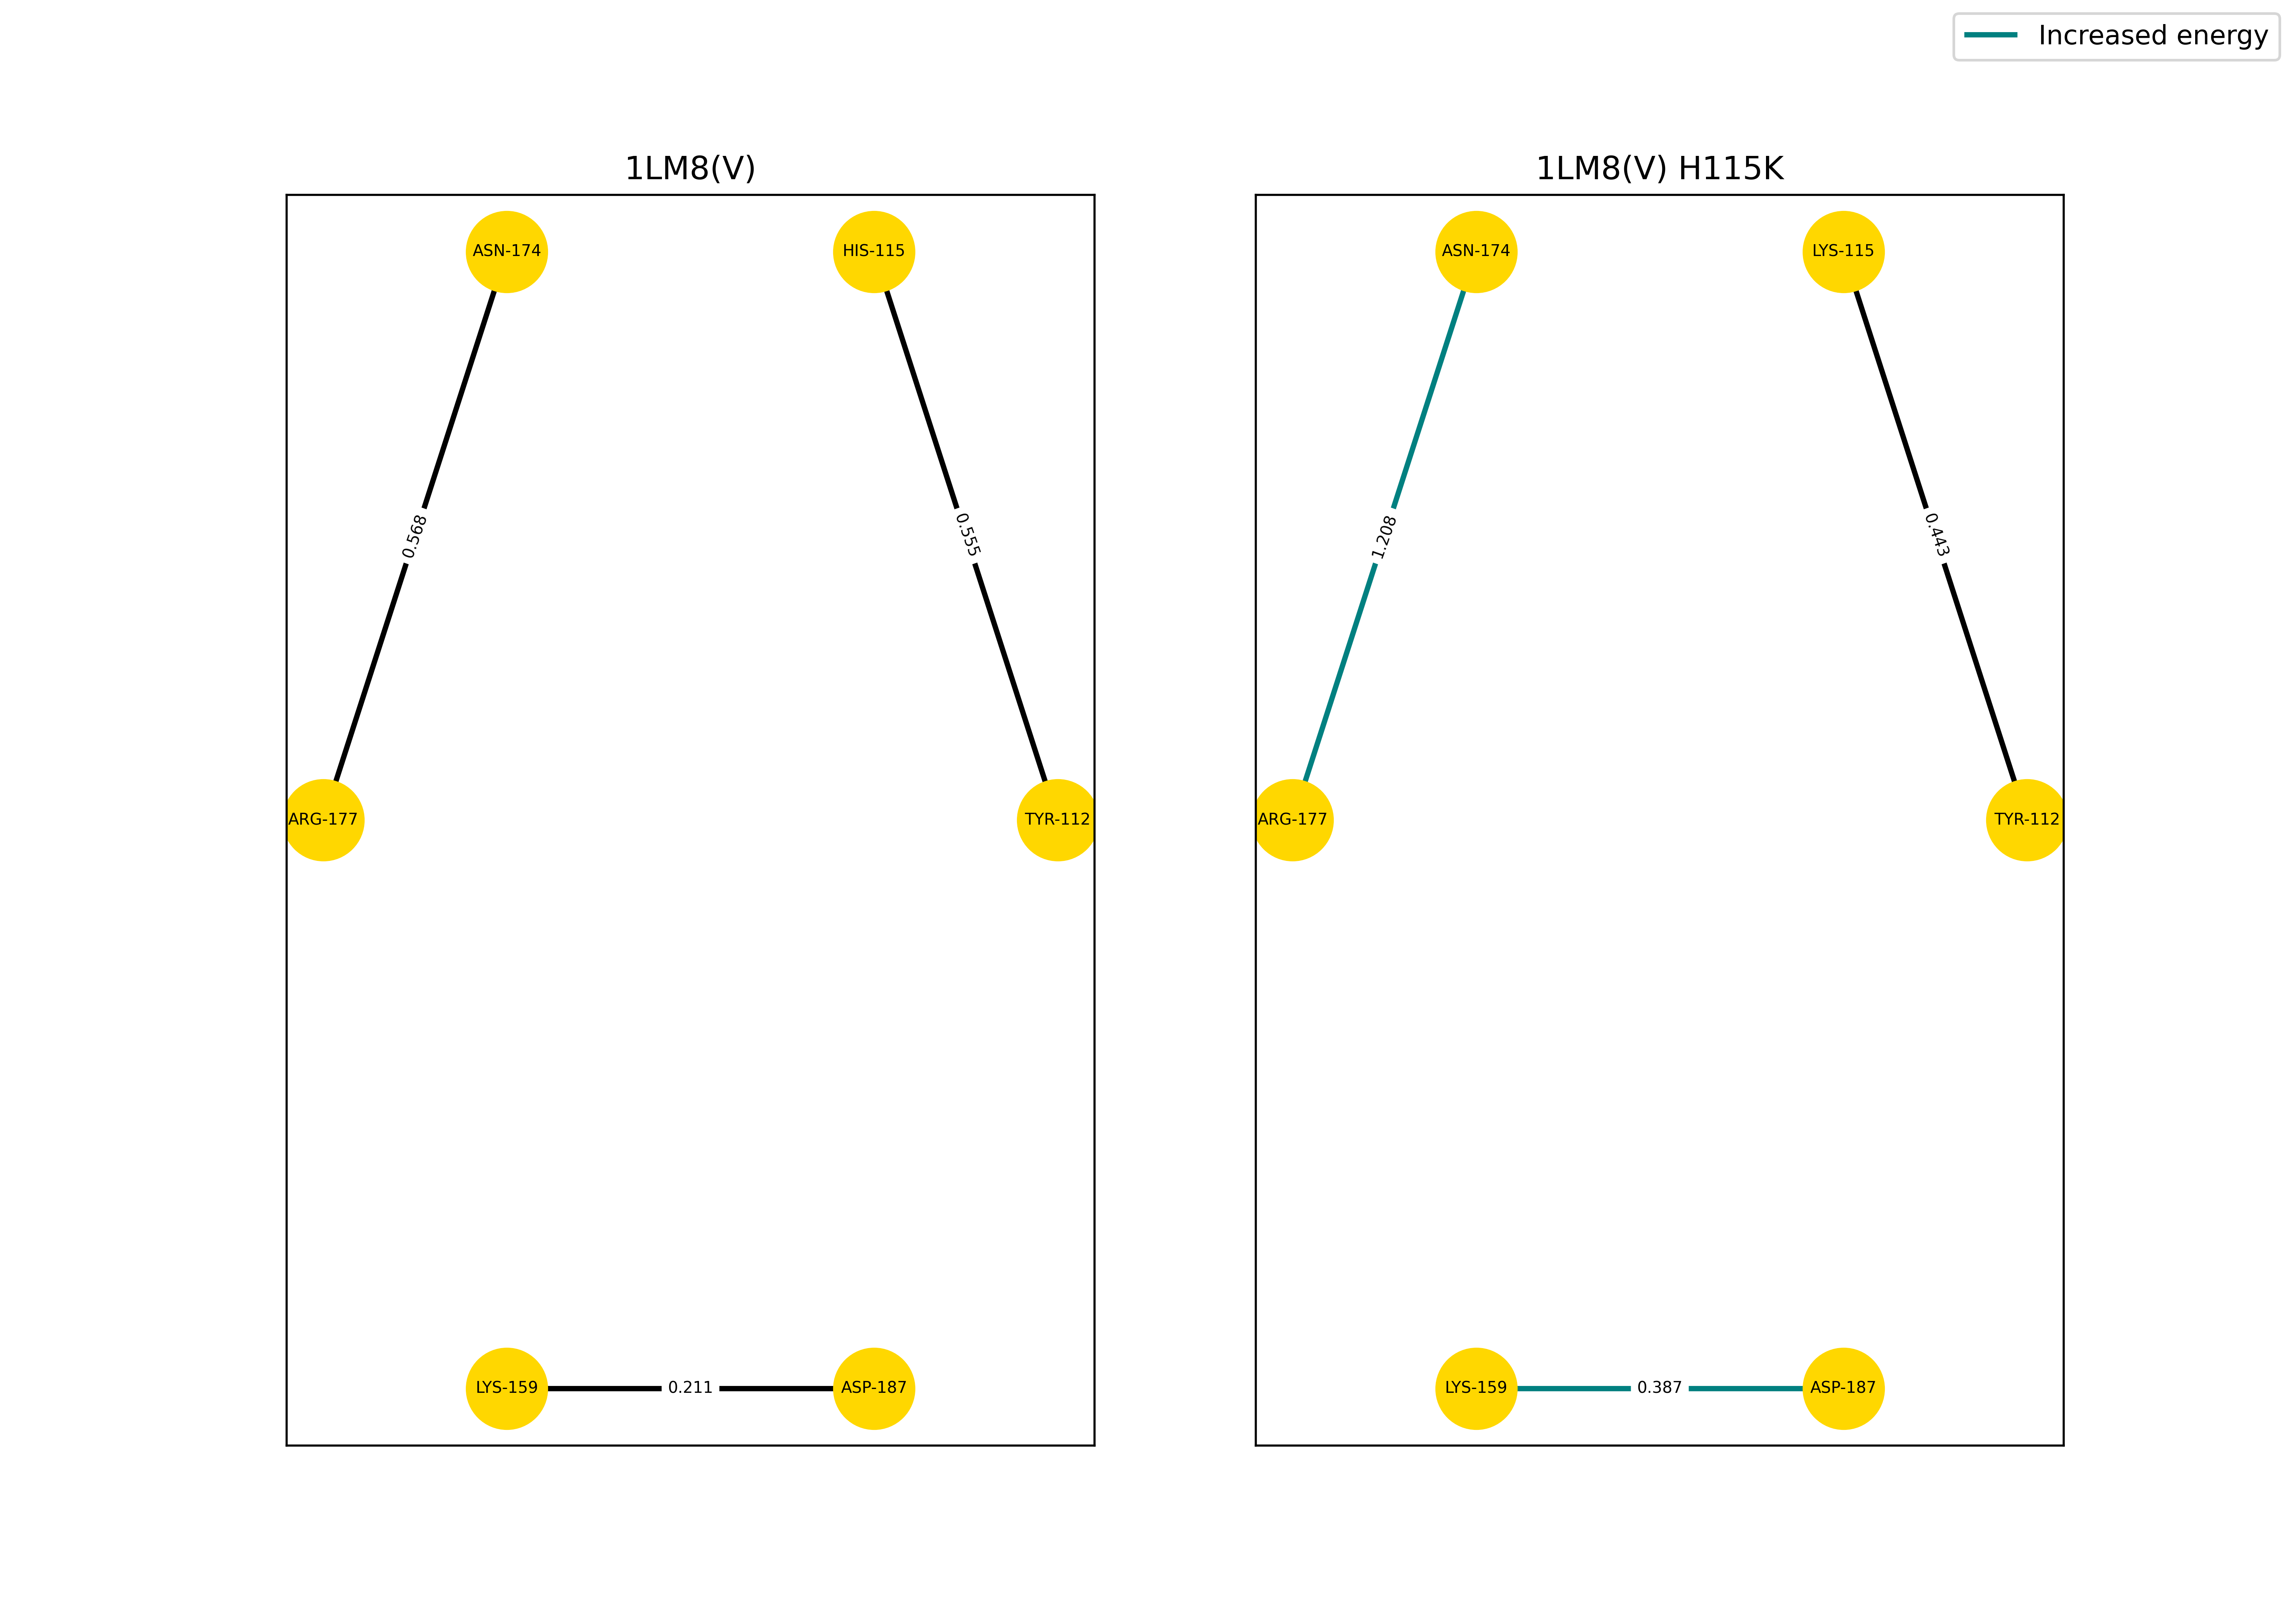 Increased energy
1LM8(V)
ASN-174
HIS-115
0.568
0.555
ARG-177
TYR-112
LYS-159
0.211
ASP-187
1LM8(V) H115K
ASN-174
LYS-115
1.208
0.443
ARG-177
TYR-112
LYS-159
0.387
ASP-187